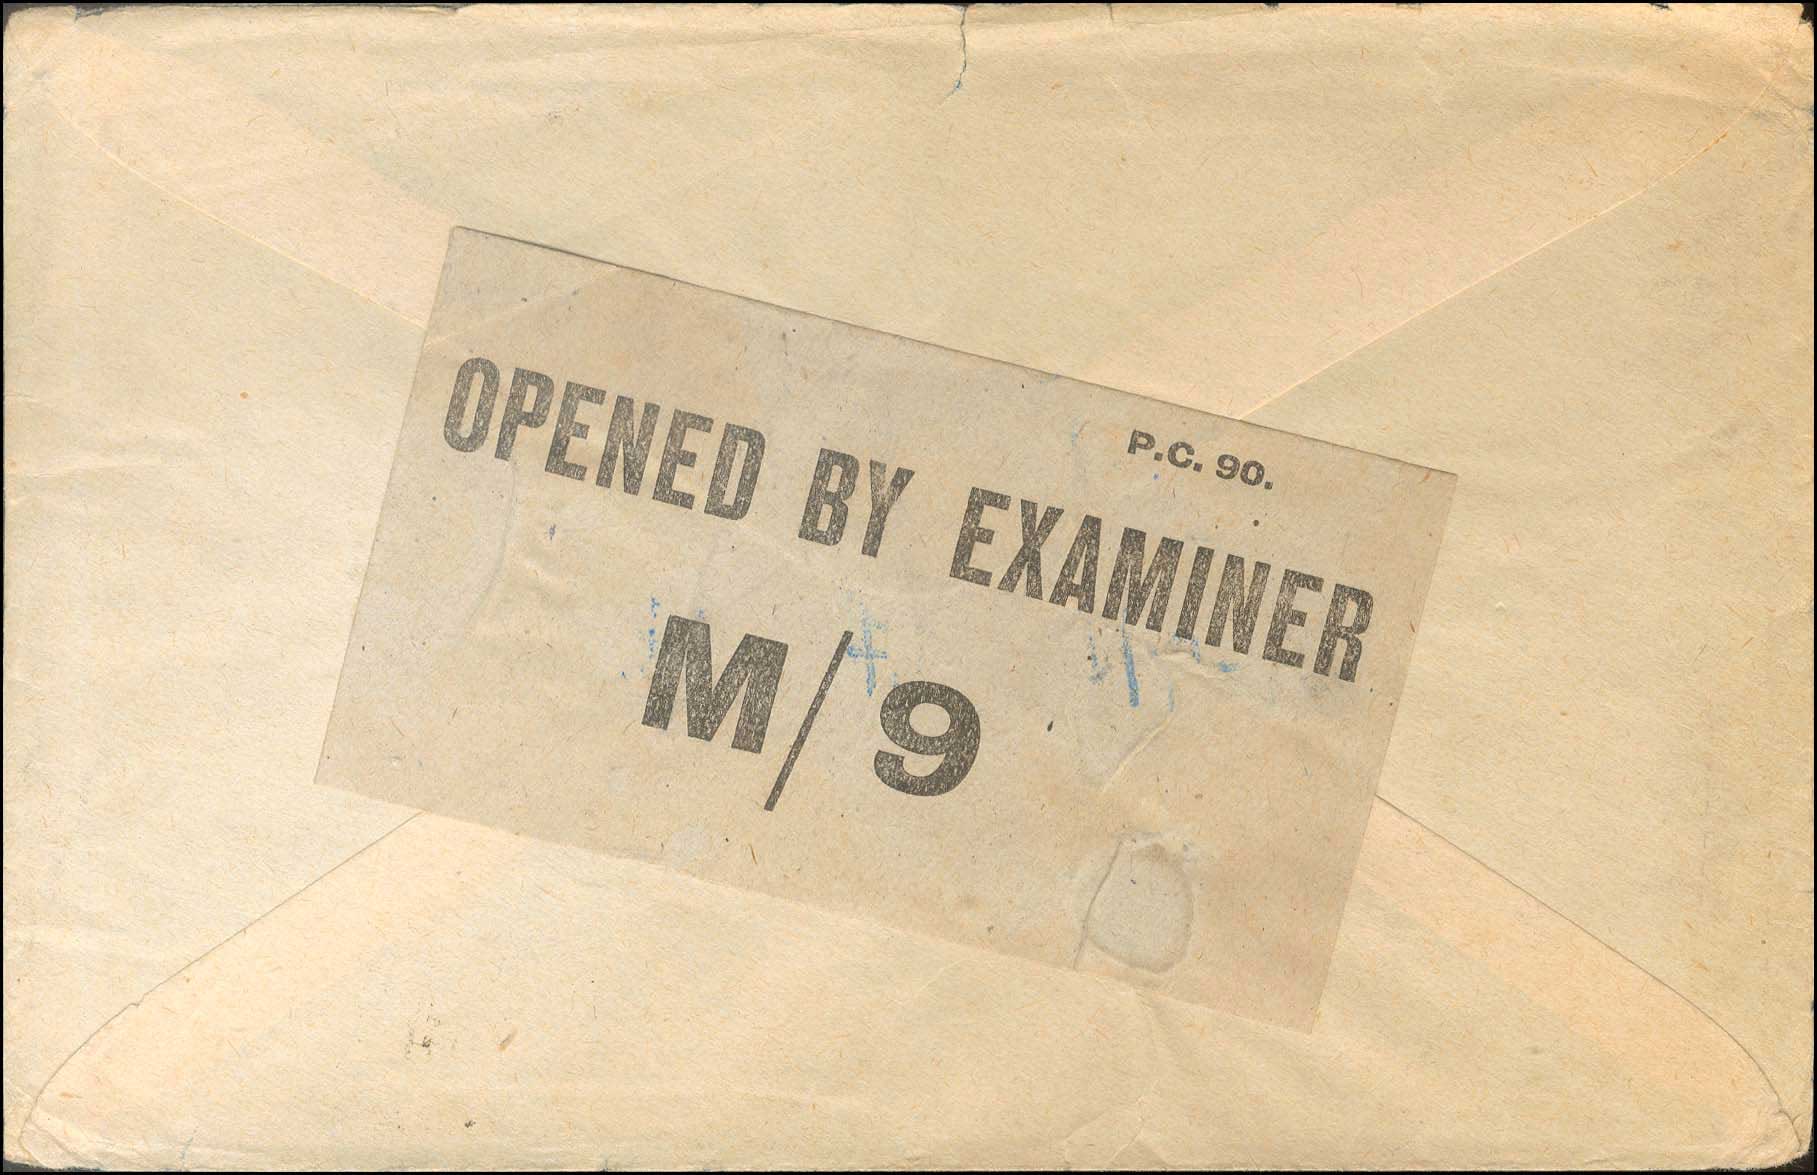 P.C. 90.
OPENED BY EXAMINER
M/9